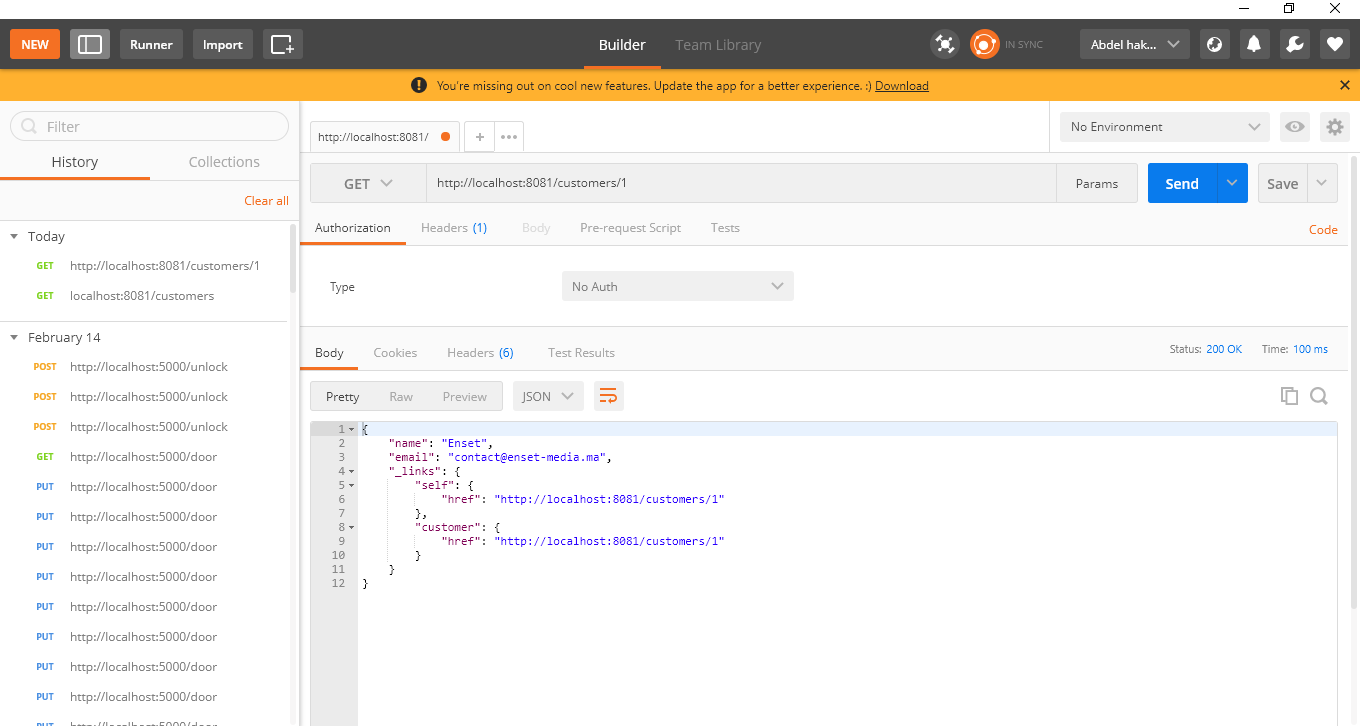 NEW
Runner
Import
Builder
Team Library
IN SYNC
Abdel hak...
You're missing out on cool new features. Update the app for a better experience. :) Download
Filter
History
Collections
Clear all
Today
GET http://localhost:8081/customers/1
GET localhost:8081/customers
February 14
POST http://localhost:5000/unlock
POST http://localhost:5000/unlock
POST http://localhost:5000/unlock
GET http://localhost:5000/door
PUT http://localhost:5000/door
PUT http://localhost:5000/door
PUT http://localhost:5000/door
PUT http://localhost:5000/door
PUT http://localhost:5000/door
PUT http://localhost:5000/door
PUT http://localhost:5000/door
PUT http://localhost:5000/door
PUT http://localhost:5000/door
http://localhost:8081/
No Environment
GET
http://localhost:8081/customers/1
Params
Send
Save
Authorization
Headers (1)
Body
Pre-request Script
Tests
Code
Type
No Auth
Body
Cookies
Headers (6)
Test Results
Status: 200 OK
Time: 100 ms
Pretty
Raw
Preview
JSON
1 {
2 "name": "Enset",
3 "email": "contact@enset-media.ma",
4 "_links": {
5 "self": {
6 "href": "http://localhost:8081/customers/1"
7 },
8 "customer": {
9 "href": "http://localhost:8081/customers/1"
10 }
11 }
12 }